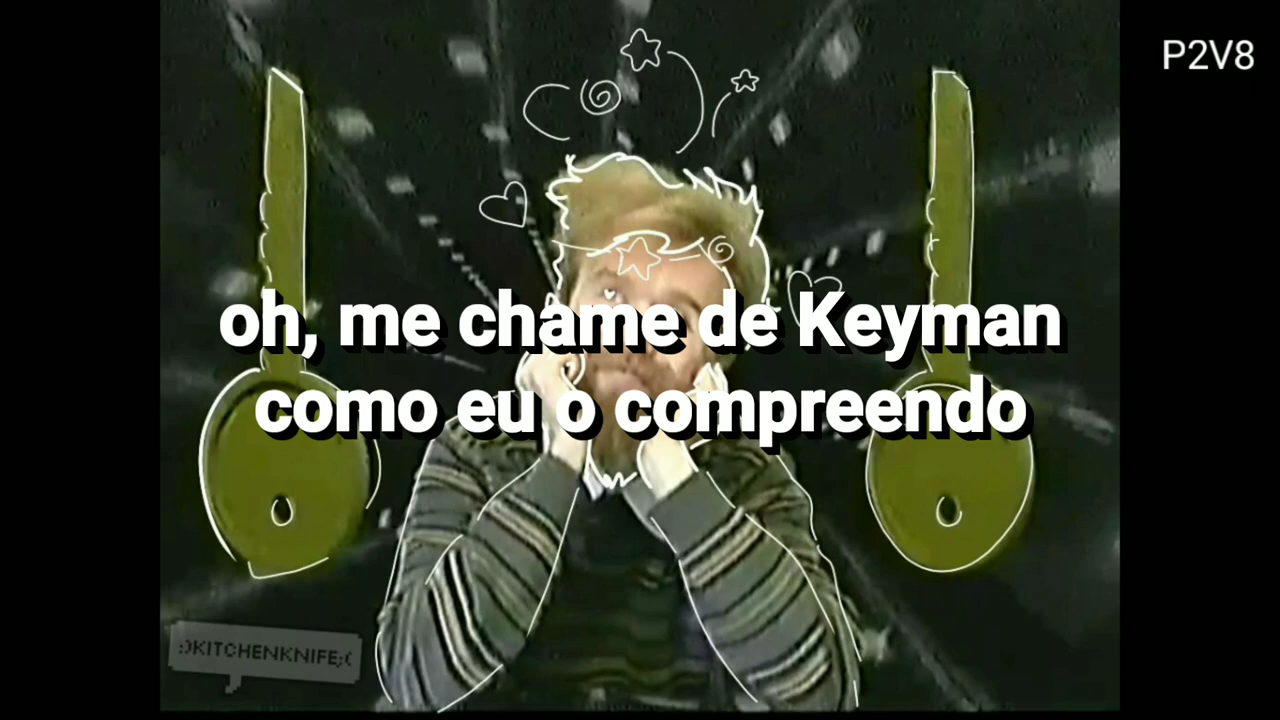 P2V8
oh, me chame de Keyman
como eu o compreendo
:)KITCHENKNIFE;(